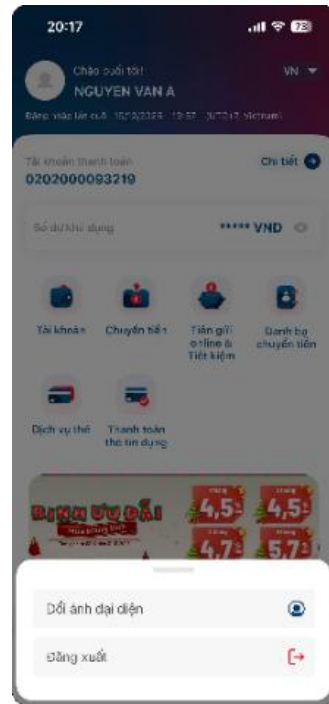 20:17
73
Chào buổi tối!
VN
NGUYEN VAN A
Tài khoản thanh toán
Chi tiết
0202000093219
Số dư khả dụng
***** VND
Tài khoản
Chuyển tiền
Tiền gửi
online &
Tiết kiệm
Danh bạ
chuyển tiền
Dịch vụ thẻ
Thanh toán
thẻ tín dụng
4,5
4,5
4,7
5,7
Đổi ảnh đại diện
Đăng xuất